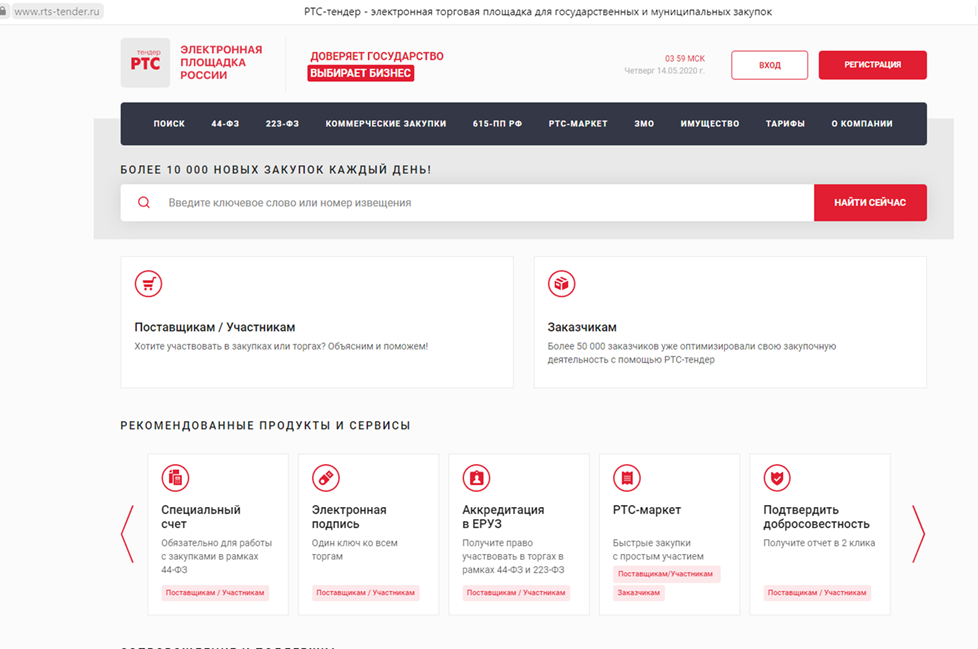 www.rts-tender.ru
РТС-тендер - электронная торговая площадка для государственных и муниципальных закупок
тендер
РТС
ЭЛЕКТРОННАЯ
ПЛОЩАДКА
РОССИИ
ДОВЕРЯЕТ ГОСУДАРСТВО
ВЫБИРАЕТ БИЗНЕС
03 59 МСК
Четверг 14.05.2020 г.
ВХОД
РЕГИСТРАЦИЯ
ПОИСК 44-ФЗ 223-ФЗ КОММЕРЧЕСКИЕ ЗАКУПКИ 615-ПП РФ РТС-МАРКЕТ ЗМО ИМУЩЕСТВО ТАРИФЫ О КОМПАНИИ
БОЛЕЕ 10 000 НОВЫХ ЗАКУПОК КАЖДЫЙ ДЕНЬ!
Введите ключевое слово или номер извещения
НАЙТИ СЕЙЧАС
Поставщикам / Участникам
Хотите участвовать в закупках или торгах? Объясним и поможем!
Заказчикам
Более 50 000 заказчиков уже оптимизировали свою закупочную
деятельность с помощью РТС-тендер
РЕКОМЕНДОВАННЫЕ ПРОДУКТЫ И СЕРВИСЫ
Специальный
счет
Обязательно для работы
с закупками в рамках
44-ФЗ
Поставщикам / Участникам
Электронная
подпись
Один ключ ко всем
торгам
Поставщикам / Участникам
Аккредитация
в ЕРУЗ
Получите право
участвовать в торгах в
рамках 44-ФЗ и 223-ФЗ
Поставщикам / Участникам
РТС-маркет
Быстрые закупки
с простым участием
Поставщикам/Участникам
Заказчикам
Подтвердить
добросовестность
Получите отчет в 2 клика
Поставщикам / Участникам